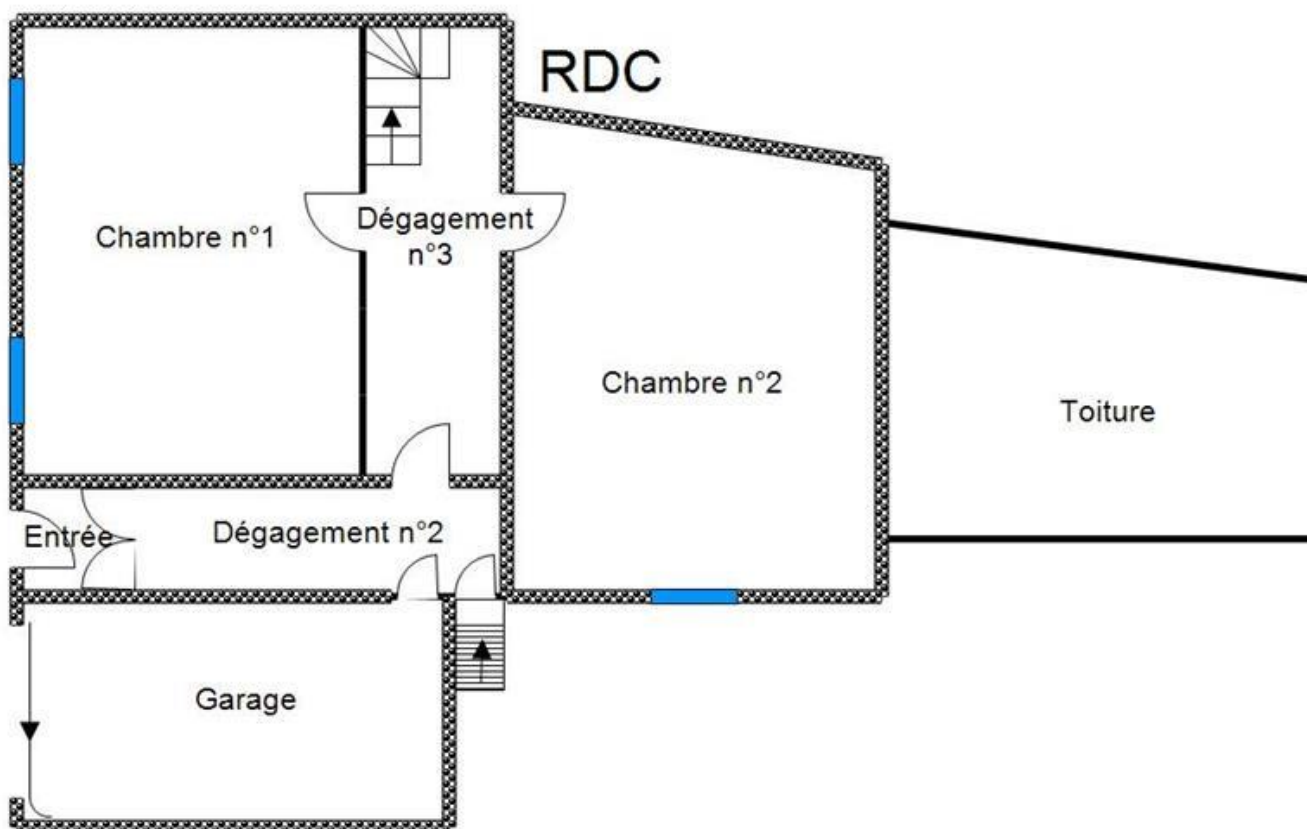 RDC
Chambre n°1
Dégagement
n°3
Chambre n°2
Toiture
Entrée
Dégagement n°2
Garage